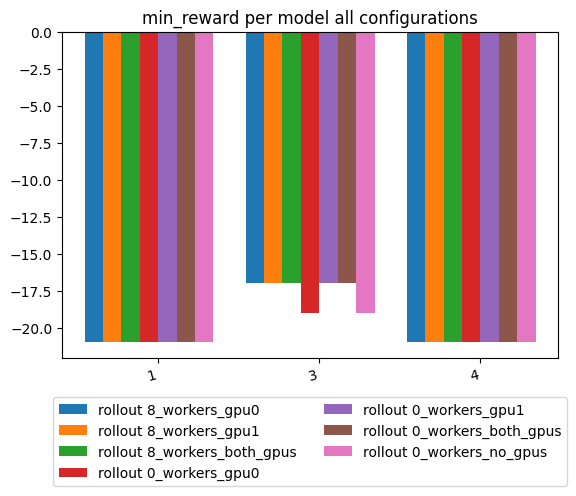 min_reward per model all configurations
0.0
−2.5
−5.0
−7.5
−10.0
−12.5
−15.0
−17.5
−20.0
1
3
4
rollout 8_workers_gpu0
rollout 8_workers_gpu1
rollout 8_workers_both_gpus
rollout 0_workers_gpu0
rollout 0_workers_gpu1
rollout 0_workers_both_gpus
rollout 0_workers_no_gpus